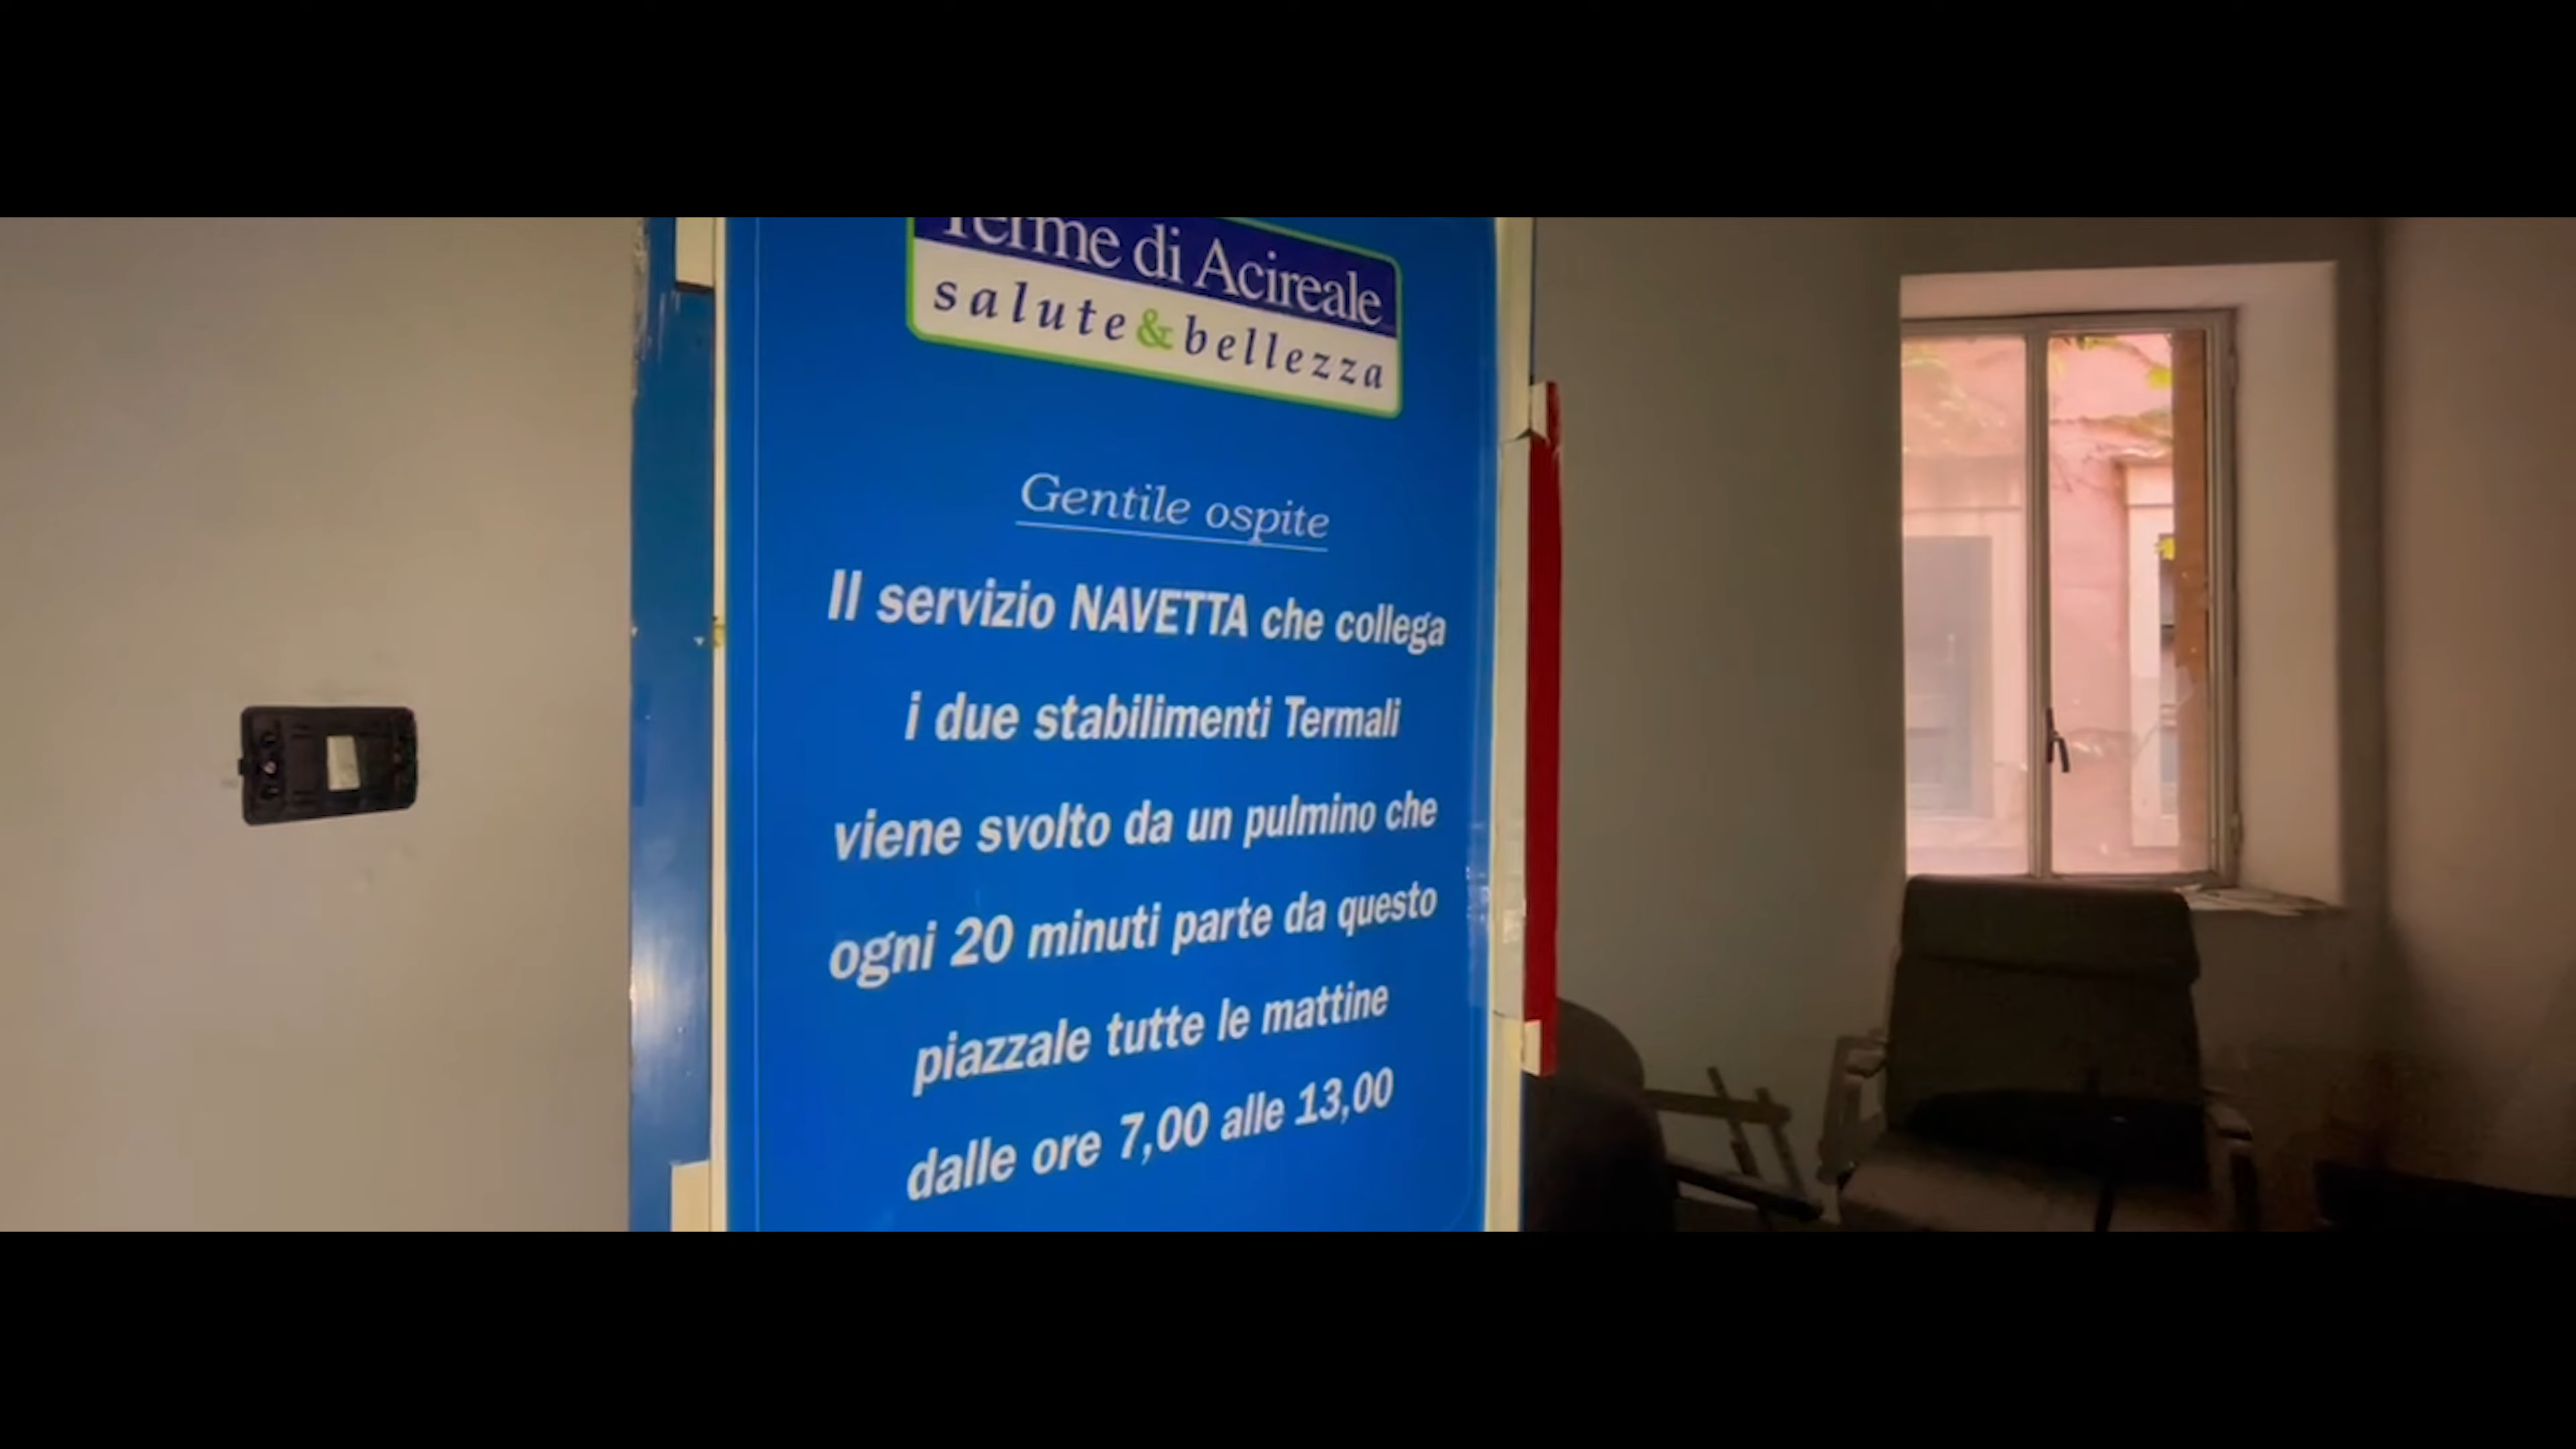 Terme di Acireale
salute&bellezza
Gentile ospite
Il servizio NAVETTA che collega
i due stabilimenti Termali
viene svolto da un pulmino che
ogni 20 minuti parte da questo
piazzale tutte le mattine
dalle ore 7,00 alle 13,00